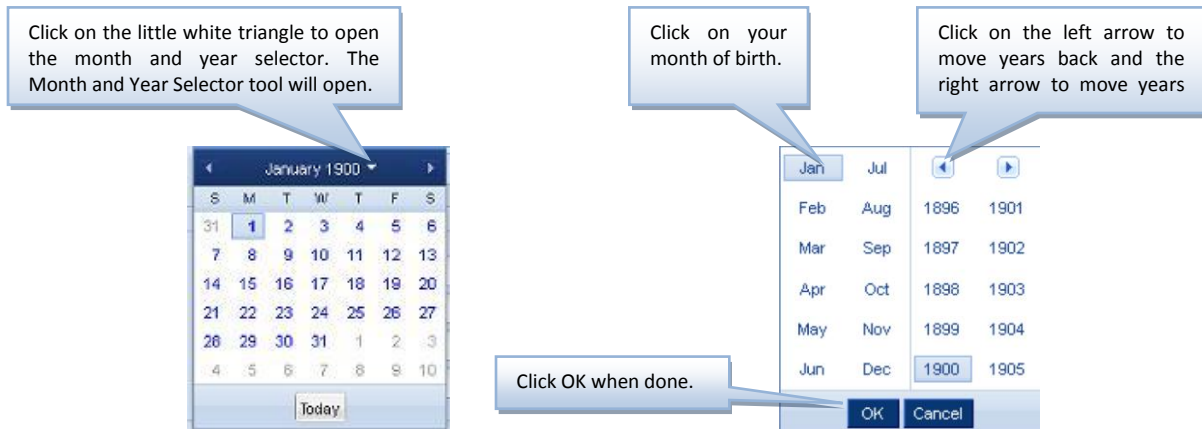 Click on the little white triangle to open
the month and year selector. The
Month and Year Selector tool will open.
Click on your
month of birth.
Click on the left arrow to
move years back and the
right arrow to move years
January 1900
S M T W T F S
31 1 2 3 4 5 6
7 8 9 10 11 12 13
14 15 16 17 18 19 20
21 22 23 24 25 26 27
28 29 30 31 1 2 3
4 5 6 7 8 9 10
Today
Jan Jul
Feb Aug 1896 1901
Mar Sep 1897 1902
Apr Oct 1898 1903
May Nov 1899 1904
Jun Dec 1900 1905
Click OK when done.
OK Cancel